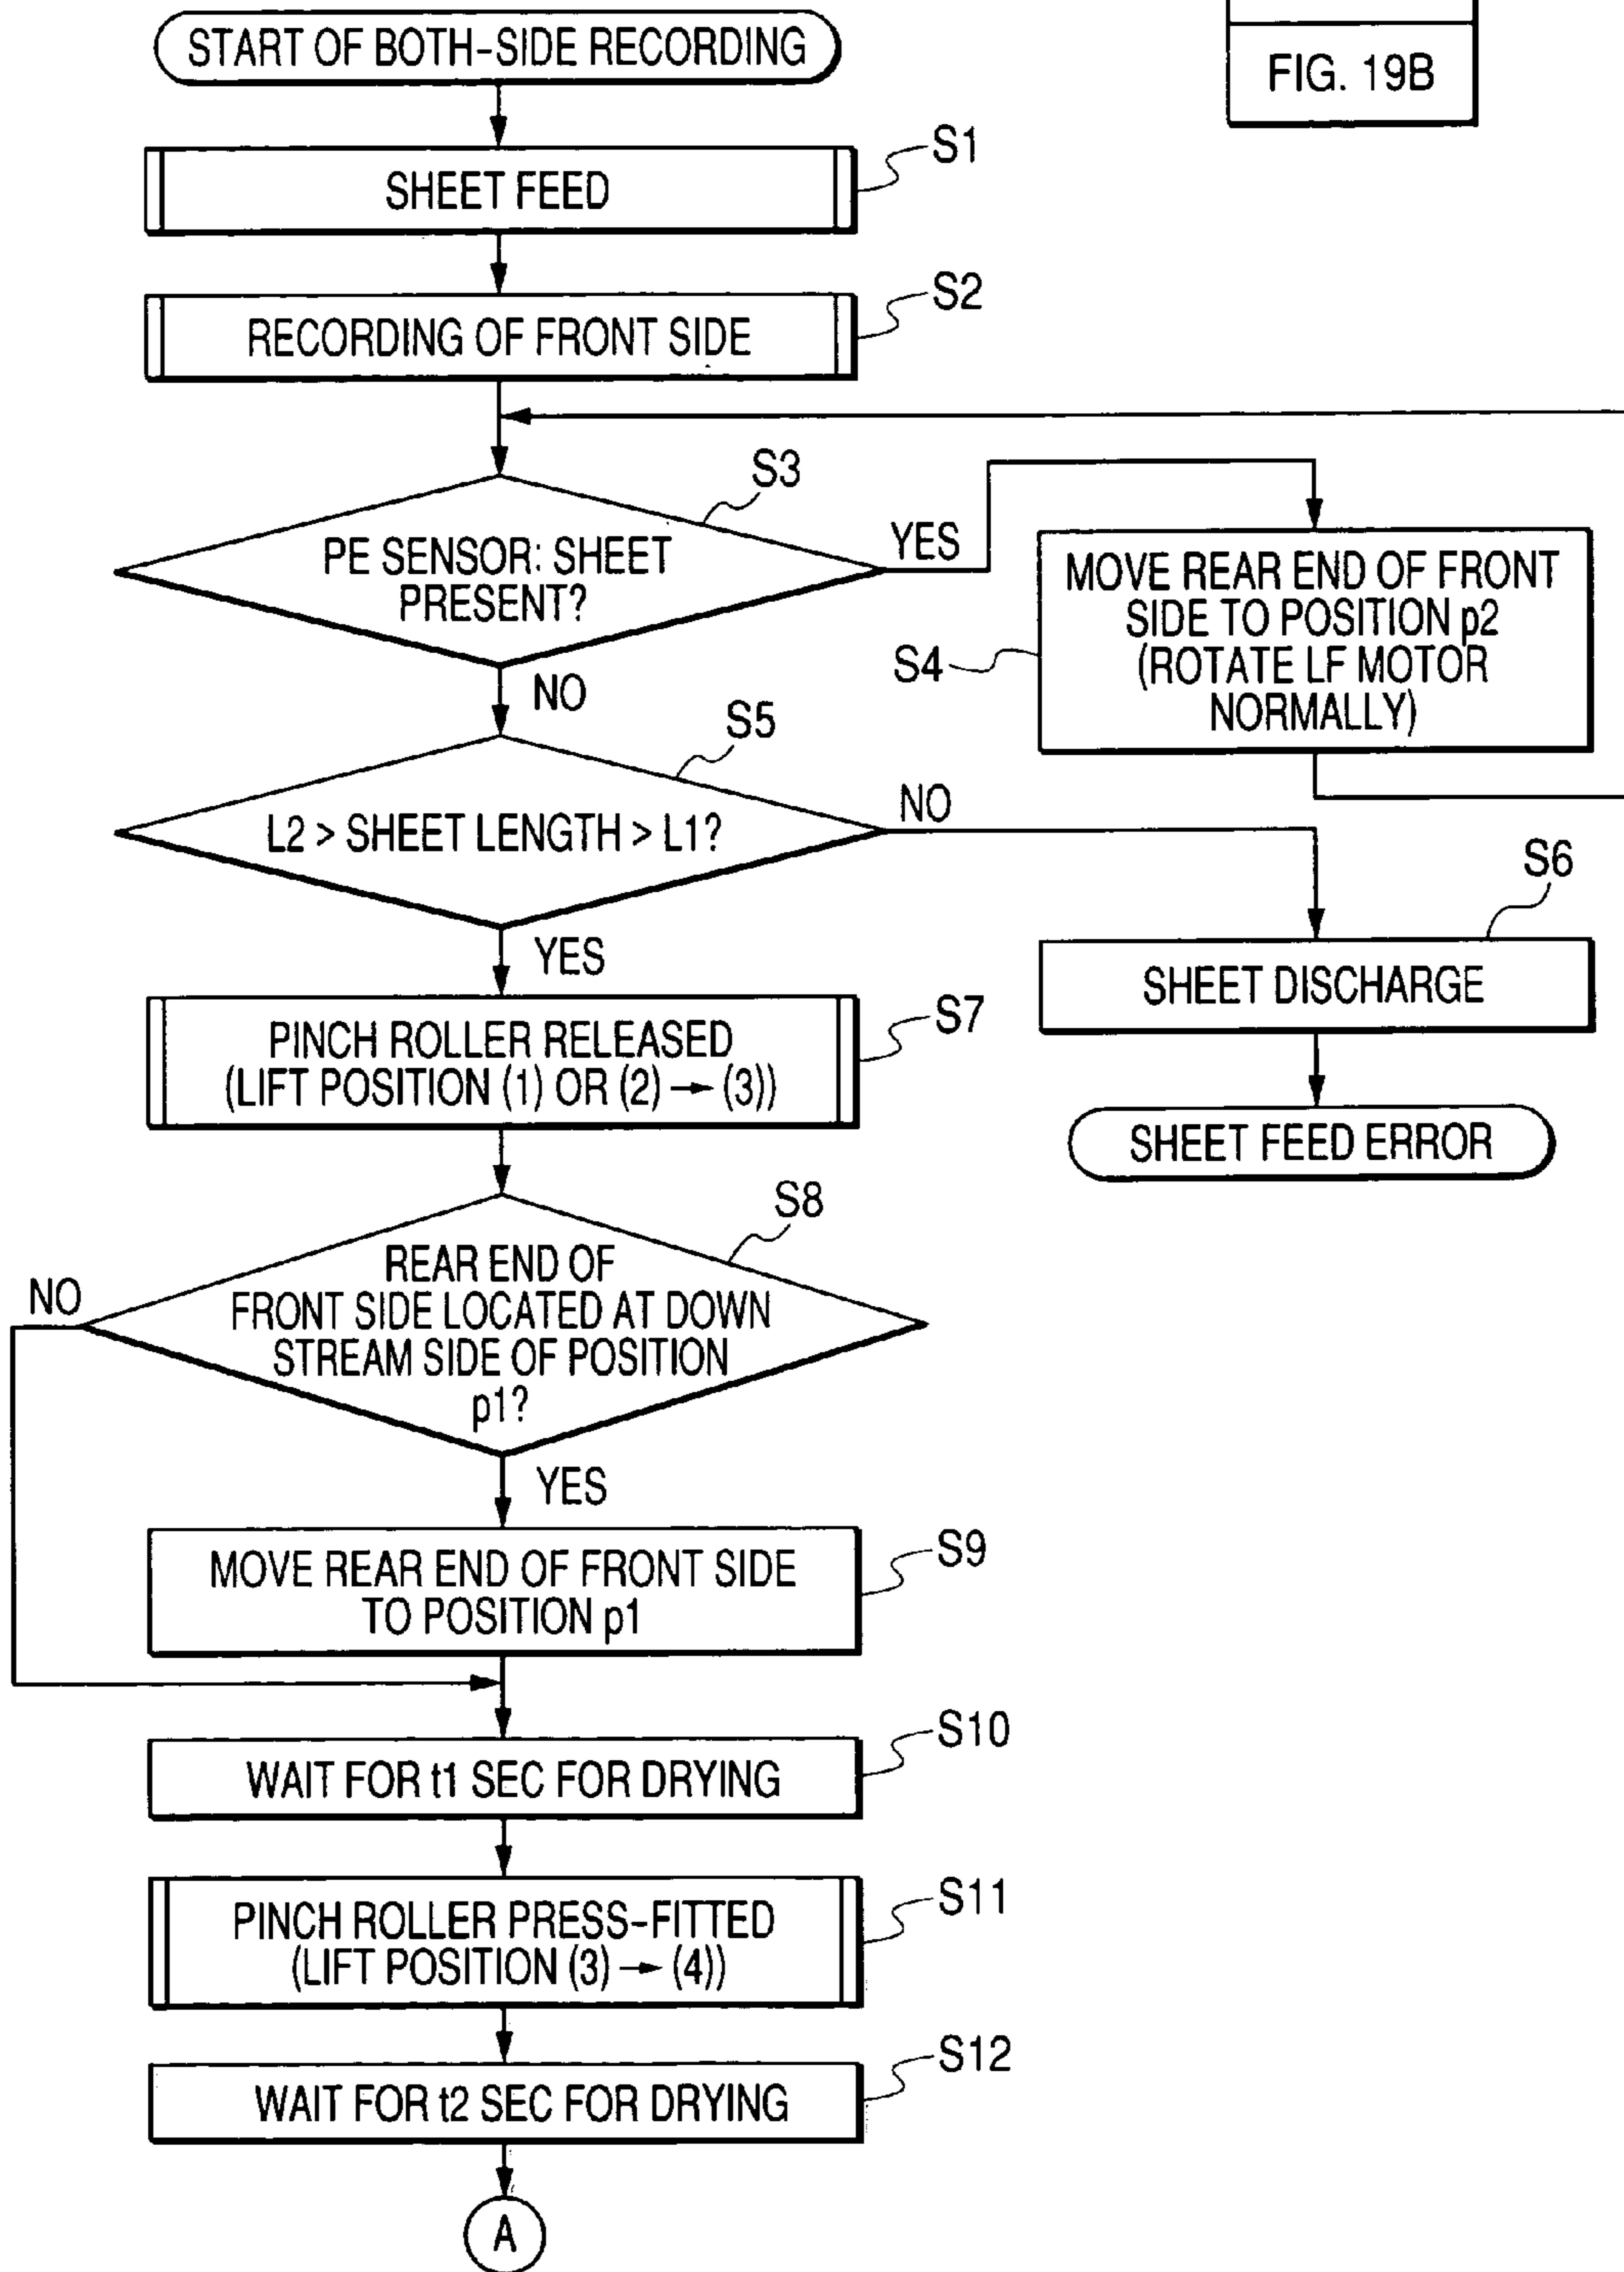 FIG. 19B
START OF BOTH-SIDE RECORDING
S1
SHEET FEED
S2
RECORDING OF FRONT SIDE
S3
PE SENSOR: SHEET
PRESENT?
YES
NO
S4
MOVE REAR END OF FRONT
SIDE TO POSITION p2
(ROTATE LF MOTOR
NORMALLY)
S5
L2 > SHEET LENGTH > L1?
NO
YES
S6
SHEET DISCHARGE
SHEET FEED ERROR
S7
PINCH ROLLER RELEASED
(LIFT POSITION (1) OR (2) → (3))
S8
REAR END OF
FRONT SIDE LOCATED AT DOWN
STREAM SIDE OF POSITION
p1?
NO
YES
S9
MOVE REAR END OF FRONT SIDE
TO POSITION p1
S10
WAIT FOR t1 SEC FOR DRYING
S11
PINCH ROLLER PRESS-FITTED
(LIFT POSITION (3) → (4))
S12
WAIT FOR t2 SEC FOR DRYING
A